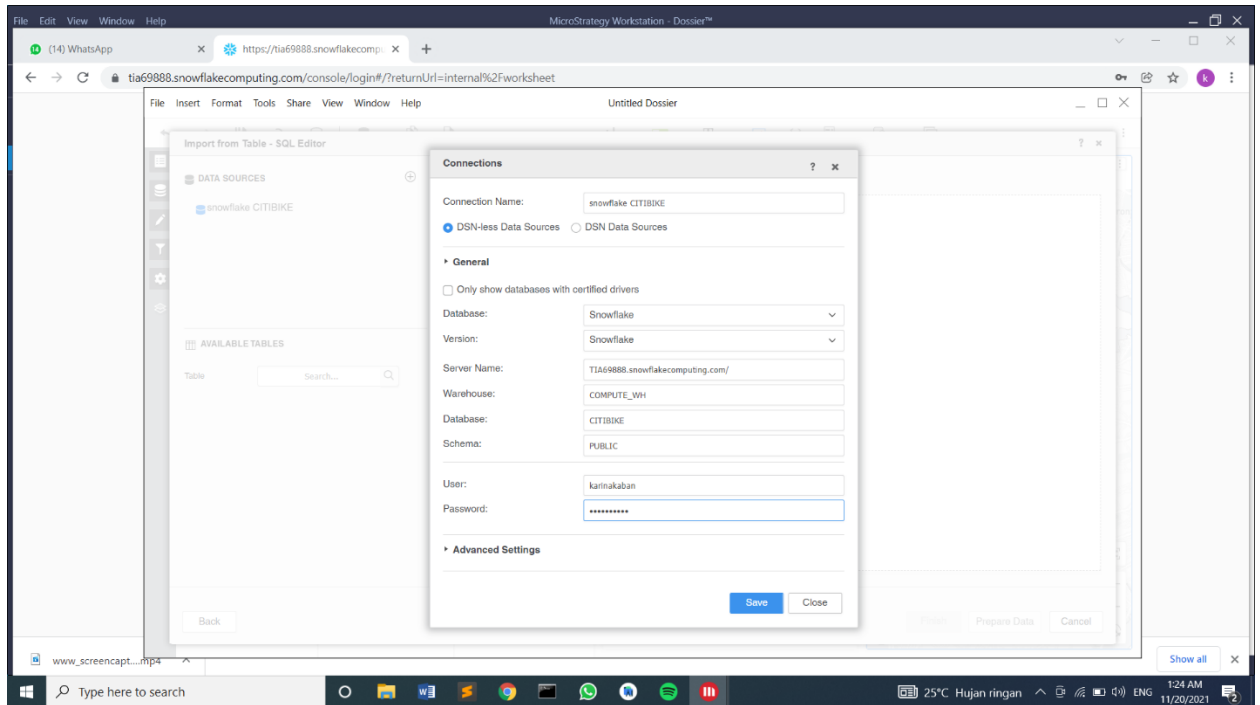 File Edit View Window Help
MicroStrategy Workstation - Dossier™
(14) WhatsApp
https://tia69888.snowflakecompu
tia69888.snowflakecomputing.com/console/login#/?returnUrl=internal%2Fworksheet
k
File Insert Format Tools Share View Window Help
Untitled Dossier
Import from Table - SQL Editor
? ×
DATA SOURCES
snowflake CITIBIKE
AVAILABLE TABLES
Table
Search...
Connections
? ×
Connection Name:
snowflake CITIBIKE
DSN-less Data Sources
DSN Data Sources
General
Only show databases with certified drivers
Database:
Snowflake
Version:
Snowflake
Server Name:
TIA69888.snowflakecomputing.com/
Warehouse:
COMPUTE_WH
Database:
CITIBIKE
Schema:
PUBLIC
User:
karinakaban
Password:
••••••••••
Advanced Settings
Save
Close
Back
Finish
Prepare Data
Cancel
www_screencapt....mp4
Show all
Type here to search
25°C Hujan ringan
ENG
1:24 AM
11/20/2021
2